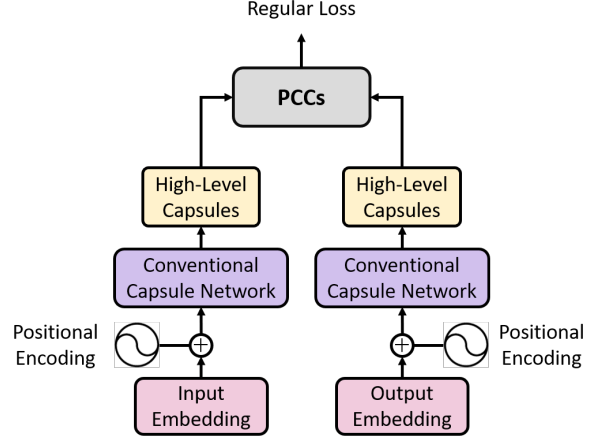 Regular Loss
PCCs
High-Level
Capsules
High-Level
Capsules
Conventional
Capsule Network
Conventional
Capsule Network
Positional
Encoding
Positional
Encoding
Input
Embedding
Output
Embedding